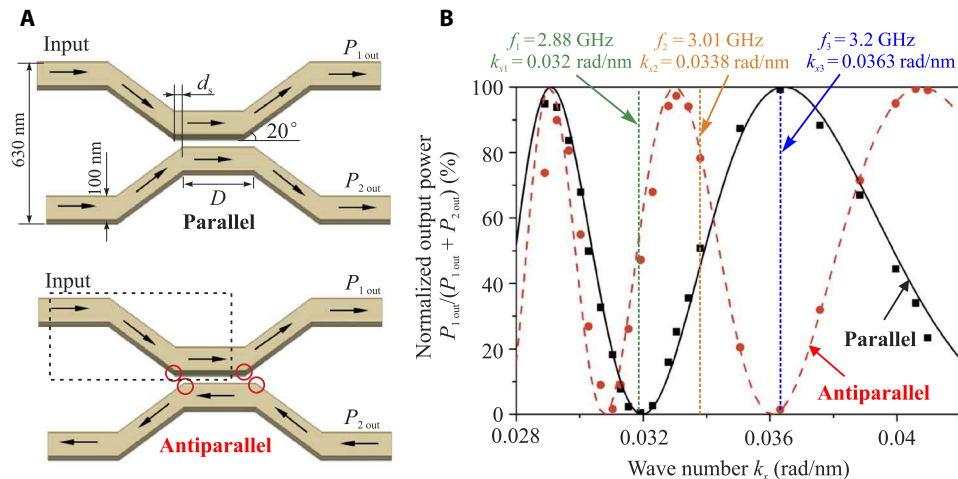 A
Input
P1 out
ds
20°
630 nm
100 nm
D
Parallel
P2 out
Input
P1 out
Antiparallel
P2 out
B
f1 = 2.88 GHz
kx1 = 0.032 rad/nm
f2 = 3.01 GHz
kx2 = 0.0338 rad/nm
f3 = 3.2 GHz
kx3 = 0.0363 rad/nm
Normalized output power
P1 out/(P1 out + P2 out) (%)
100
80
60
40
20
0
Parallel
Antiparallel
0.028
0.032
0.036
0.04
Wave number kx (rad/nm)